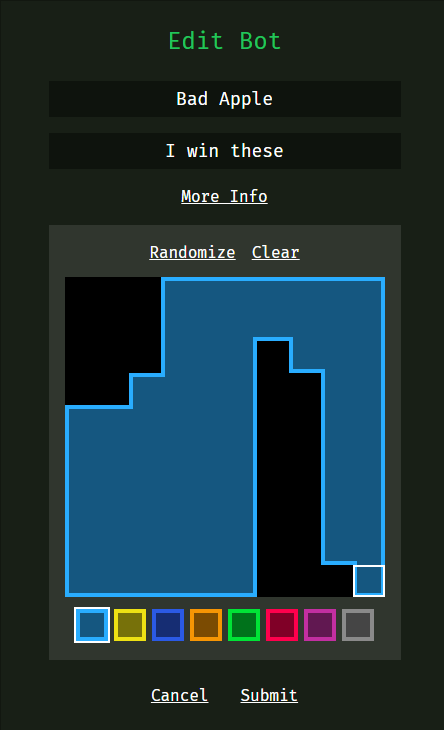 Edit Bot
Bad Apple
I win these
More Info
Randomize Clear
Cancel Submit